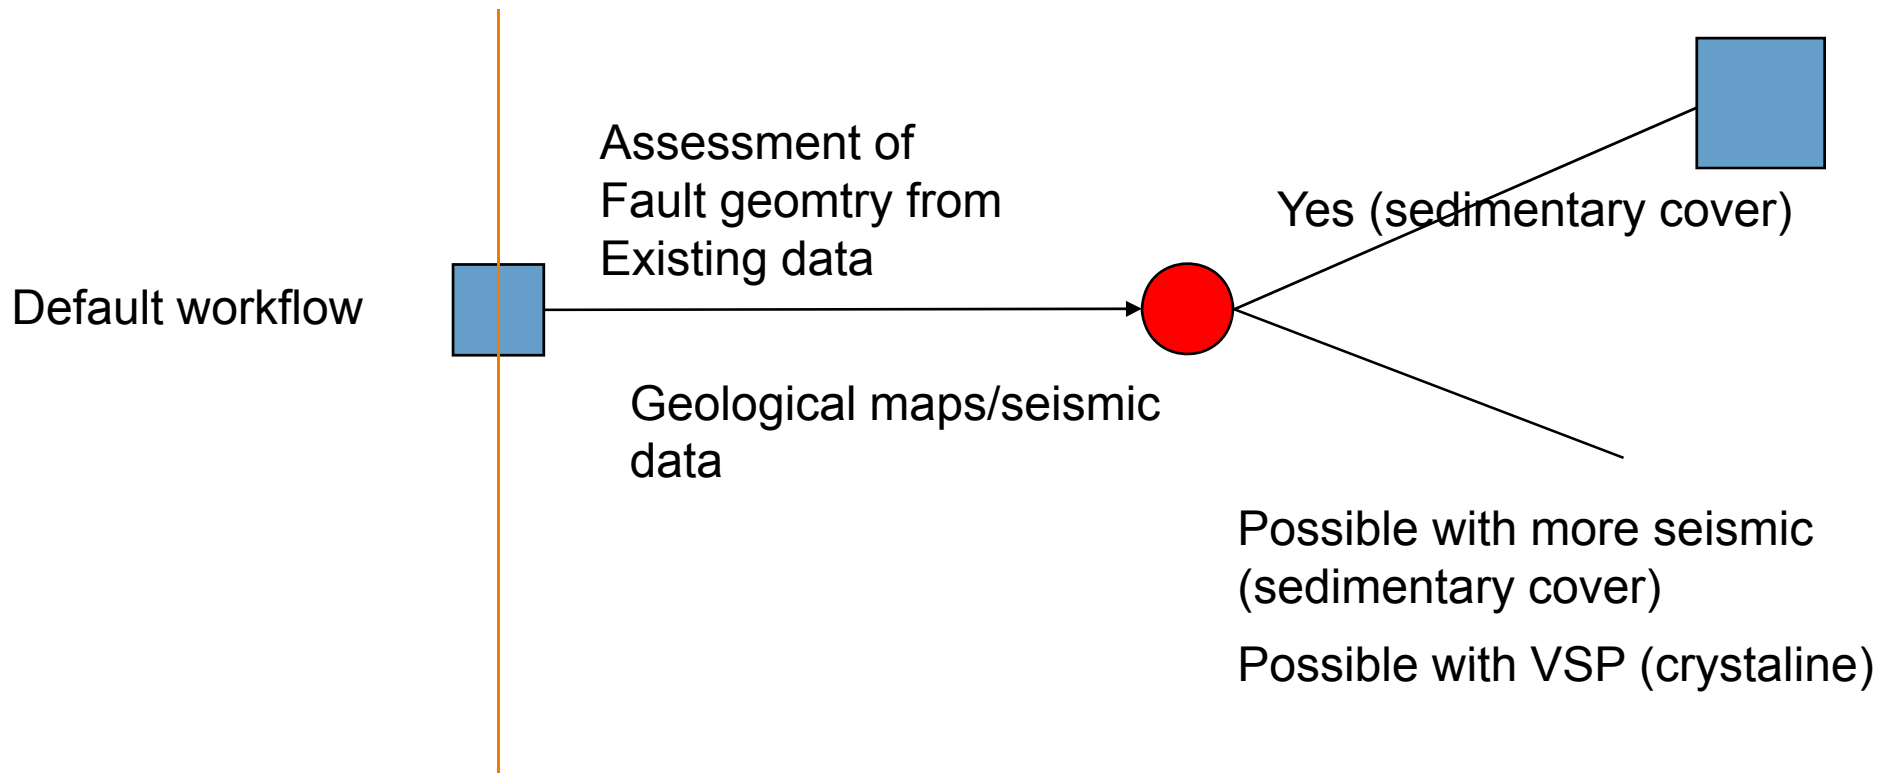 Assessment of
Fault geomtry from
Existing data
Yes (sedimentary cover)
Default workflow
Geological maps/seismic
data
Possible with more seismic
(sedimentary cover)
Possible with VSP (crystaline)